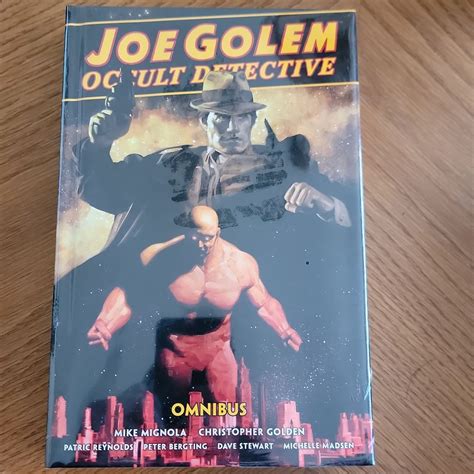 JOE GOLEM
OCCULT DETECTIVE
OMNIBUS
MIKE MIGNOLA CHRISTOPHER GOLDEN
PATRIC REYNOLDS PETER BERGTING DAVE STEWART MICHELLE MADSEN